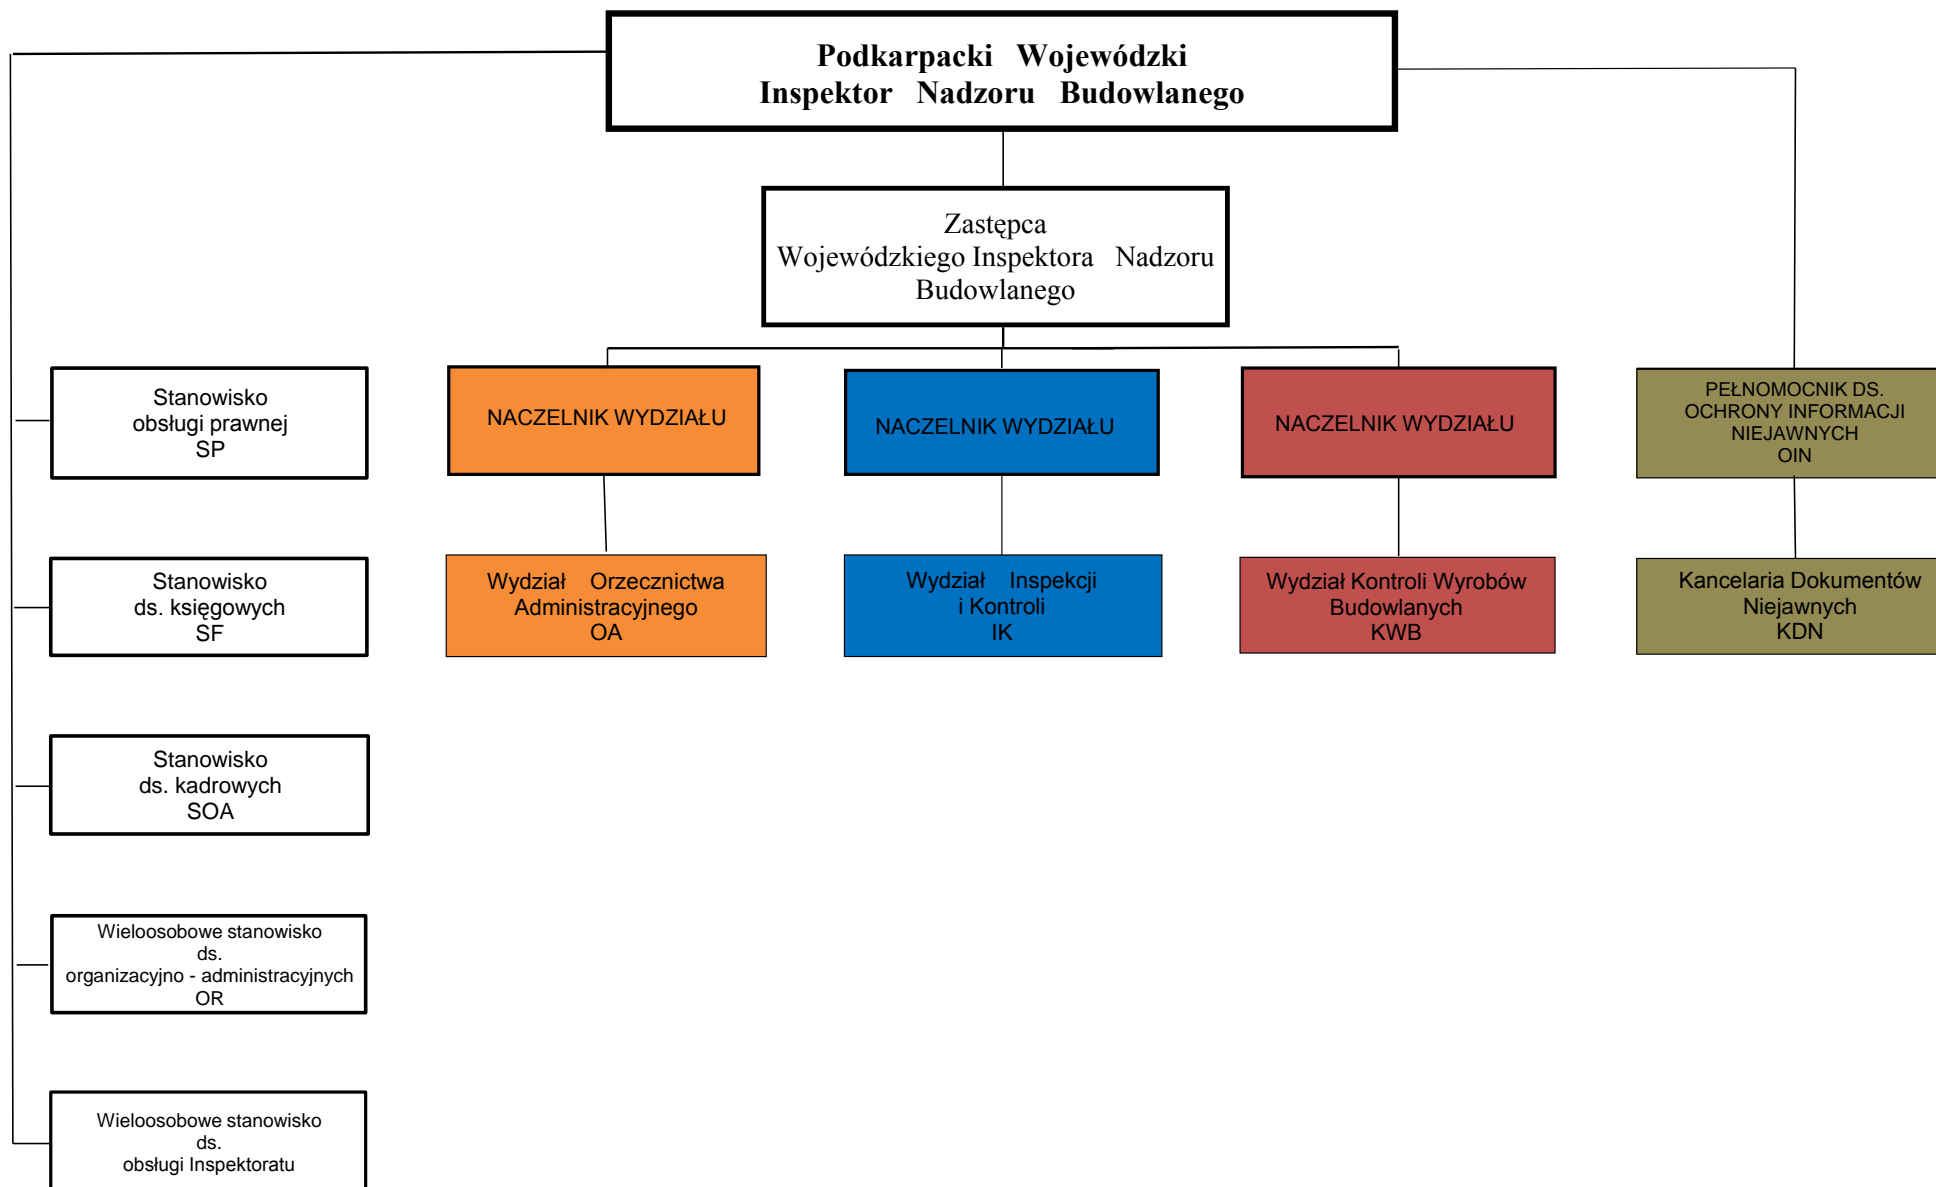 Podkarpacki Wojewódzki
Inspektor Nadzoru Budowlanego
Zastępca
Wojewódzkiego Inspektora Nadzoru
Budowlanego
Stanowisko
obsługi prawnej
SP
NACZELNIK WYDZIAŁU
NACZELNIK WYDZIAŁU
NACZELNIK WYDZIAŁU
PEŁNOMOCNIK DS.
OCHRONY INFORMACJI
NIEJAWNYCH
OIN
Stanowisko
ds. księgowych
SF
Wydział Orzecznictwa
Administracyjnego
OA
Wydział Inspekcji
i Kontroli
IK
Wydział Kontroli Wyrobów
Budowlanych
KWB
Kancelaria Dokumentów
Niejawnych
KDN
Stanowisko
ds. kadrowych
SOA
Wieloosobowe stanowisko
ds.
organizacyjno - administracyjnych
OR
Wieloosobowe stanowisko
ds.
obsługi Inspektoratu